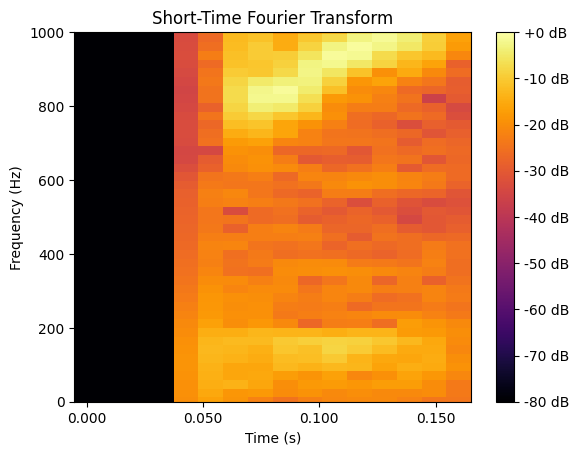 Short-Time Fourier Transform
1000
800
600
400
200
0
Frequency (Hz)
0.000
0.050
0.100
0.150
Time (s)
+0 dB
-10 dB
-20 dB
-30 dB
-40 dB
-50 dB
-60 dB
-70 dB
-80 dB